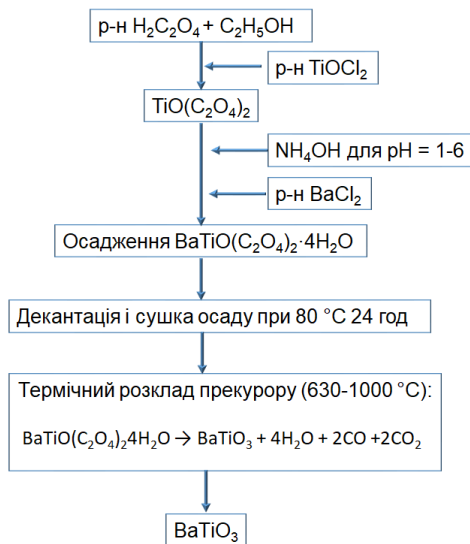 р-н H₂C₂O₄ + C₂H₅OH
р-н TiOCl₂
TiO(C₂O₄)₂
NH₄OH для pH = 1-6
р-н BaCl₂
Осадження BaTiO(C₂O₄)₂·4H₂O
Декантація і сушка осаду при 80 °C 24 год
Термічний розклад прекурору (630-1000 °C):
BaTiO(C₂O₄)₂4H₂O → BaTiO₃ + 4H₂O + 2CO +2CO₂
BaTiO₃